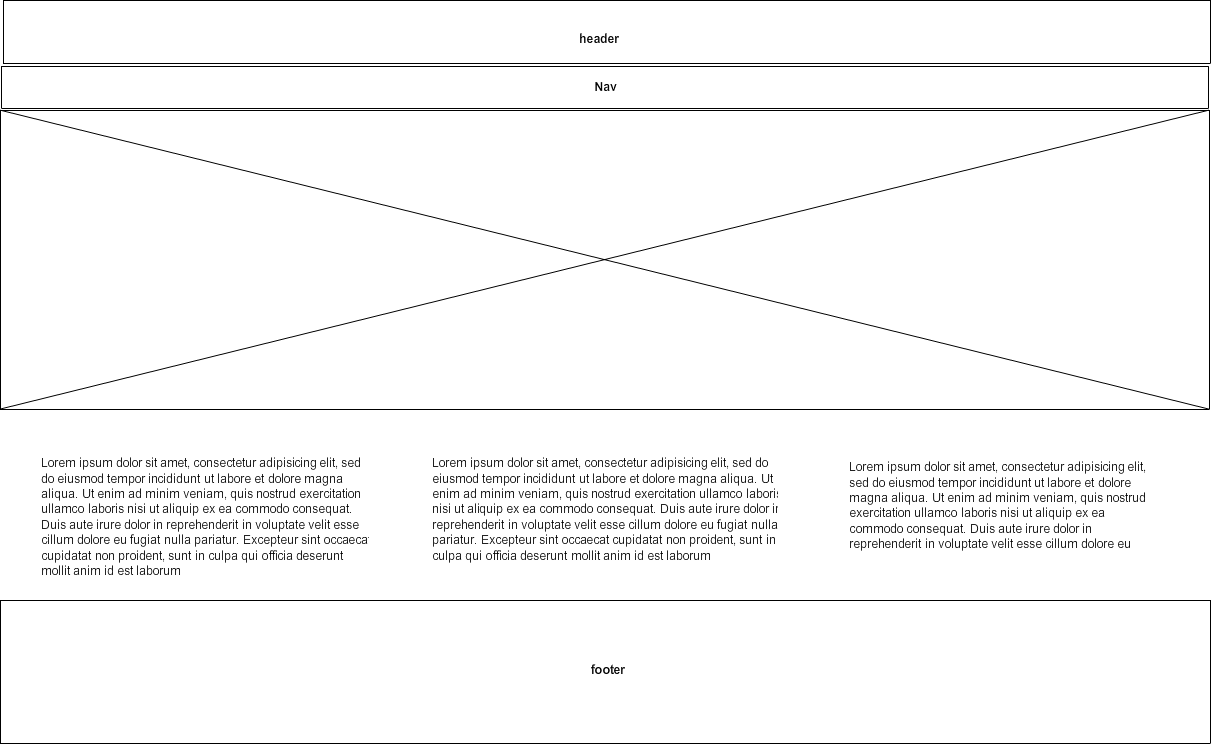 header
Nav
Lorem ipsum dolor sit amet, consectetur adipisicing elit, sed
do eiusmod tempor incididunt ut labore et dolore magna
aliqua. Ut enim ad minim veniam, quis nostrud exercitation
ullamco laboris nisi ut aliquip ex ea commodo consequat.
Duis aute irure dolor in reprehenderit in voluptate velit esse
cillum dolore eu fugiat nulla pariatur. Excepteur sint occaecat
cupidatat non proident, sunt in culpa qui officia deserunt
mollit anim id est laborum
Lorem ipsum dolor sit amet, consectetur adipisicing elit, sed do
eiusmod tempor incididunt ut labore et dolore magna aliqua. Ut
enim ad minim veniam, quis nostrud exercitation ullamco laboris
nisi ut aliquip ex ea commodo consequat. Duis aute irure dolor in
reprehenderit in voluptate velit esse cillum dolore eu fugiat nulla
pariatur. Excepteur sint occaecat cupidatat non proident, sunt in
culpa qui officia deserunt mollit anim id est laborum
Lorem ipsum dolor sit amet, consectetur adipisicing elit,
sed do eiusmod tempor incididunt ut labore et dolore
magna aliqua. Ut enim ad minim veniam, quis nostrud
exercitation ullamco laboris nisi ut aliquip ex ea
commodo consequat. Duis aute irure dolor in
reprehenderit in voluptate velit esse cillum dolore eu
footer